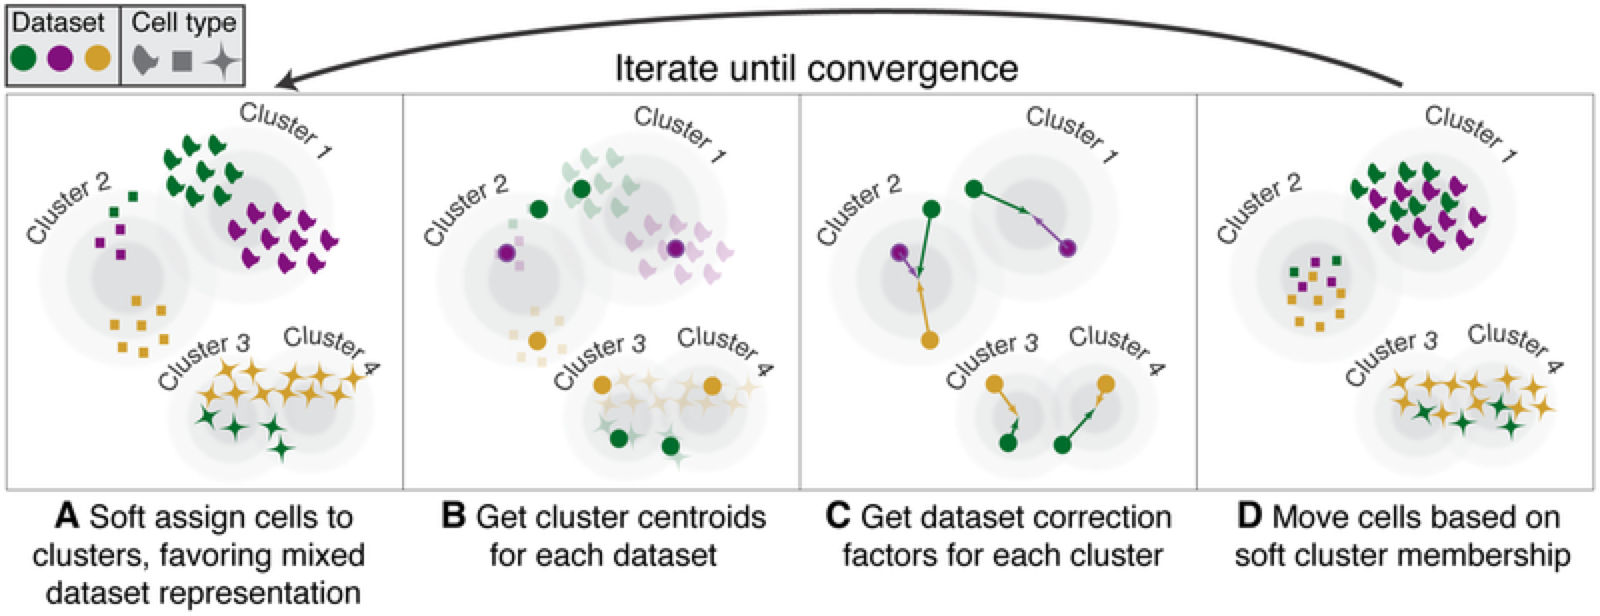 Dataset
Cell type
Iterate until convergence
Cluster 1
Cluster 2
Cluster 3
Cluster 4
Cluster 1
Cluster 2
Cluster 3
Cluster 4
Cluster 1
Cluster 2
Cluster 3
Cluster 4
Cluster 1
Cluster 2
Cluster 3
Cluster 4
A Soft assign cells to
clusters, favoring mixed
dataset representation
B Get cluster centroids
for each dataset
C Get dataset correction
factors for each cluster
D Move cells based on
soft cluster membership